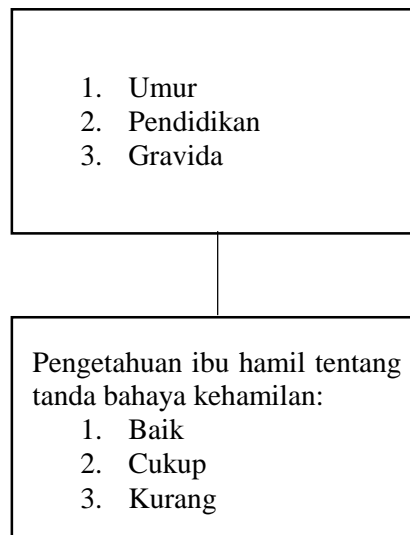 1. Umur
2. Pendidikan
3. Gravida
Pengetahuan ibu hamil tentang
tanda bahaya kehamilan:
1. Baik
2. Cukup
3. Kurang